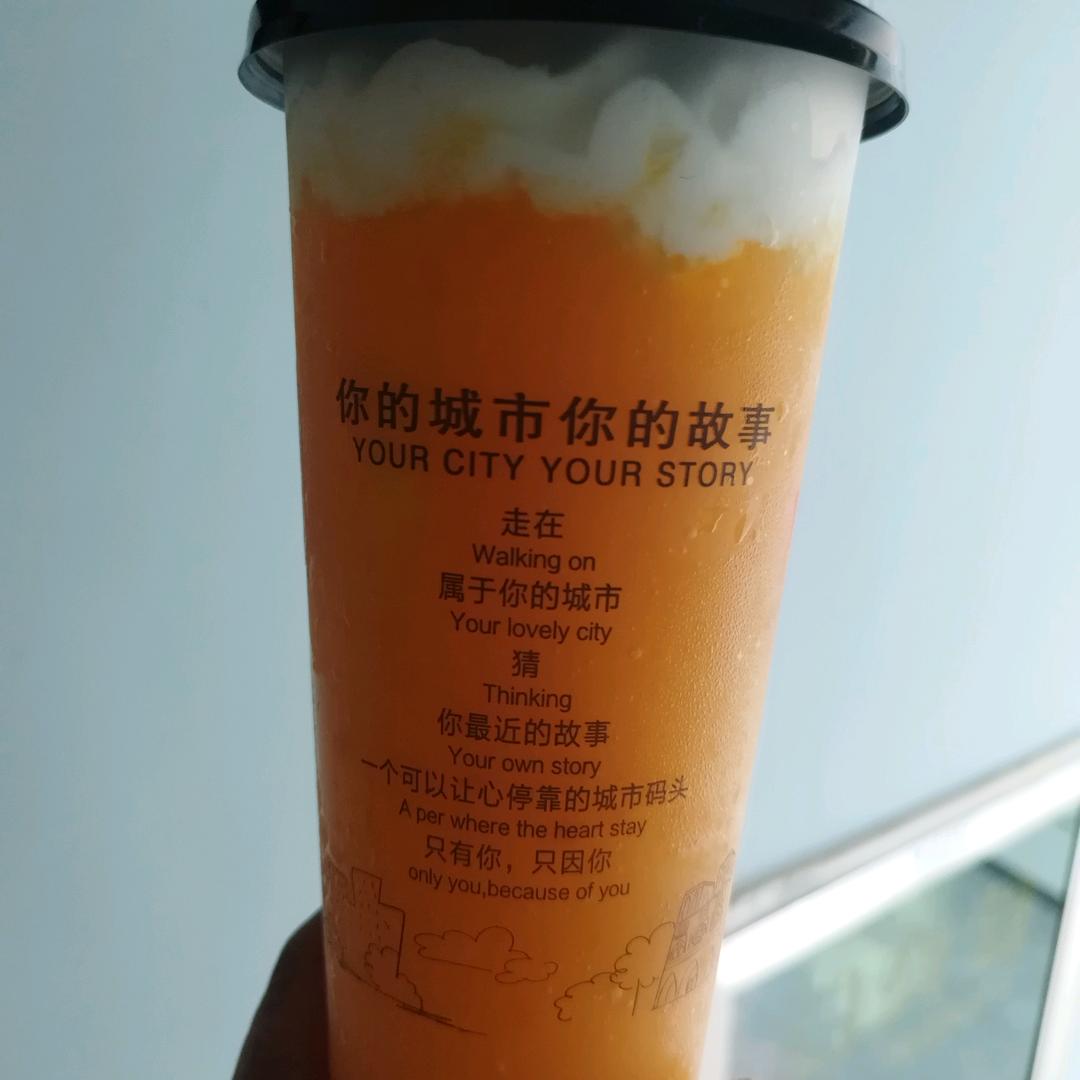 你的城市你的故事
YOUR CITY YOUR STORY
走在
Walking on
属于你的城市
Your lovely city
猜
Thinking
你最近的故事
Your own story
一个可以让心停靠的城市码头
A per where the heart stay
只有你，只因你
only you,because of you